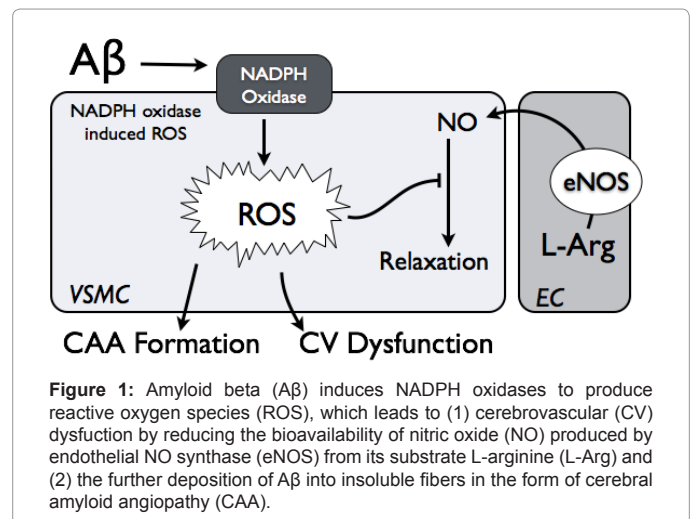 Aβ
NADPH
Oxidase
NADPH oxidase
induced ROS
NO
eNOS
ROS
L-Arg
Relaxation
VSMC
EC
CAA Formation
CV Dysfunction
Figure 1: Amyloid beta (Aβ) induces NADPH oxidases to produce
reactive oxygen species (ROS), which leads to (1) cerebrovascular (CV)
dysfuction by reducing the bioavailability of nitric oxide (NO) produced by
endothelial NO synthase (eNOS) from its substrate L-arginine (L-Arg) and
(2) the further deposition of Aβ into insoluble fibers in the form of cerebral
amyloid angiopathy (CAA).